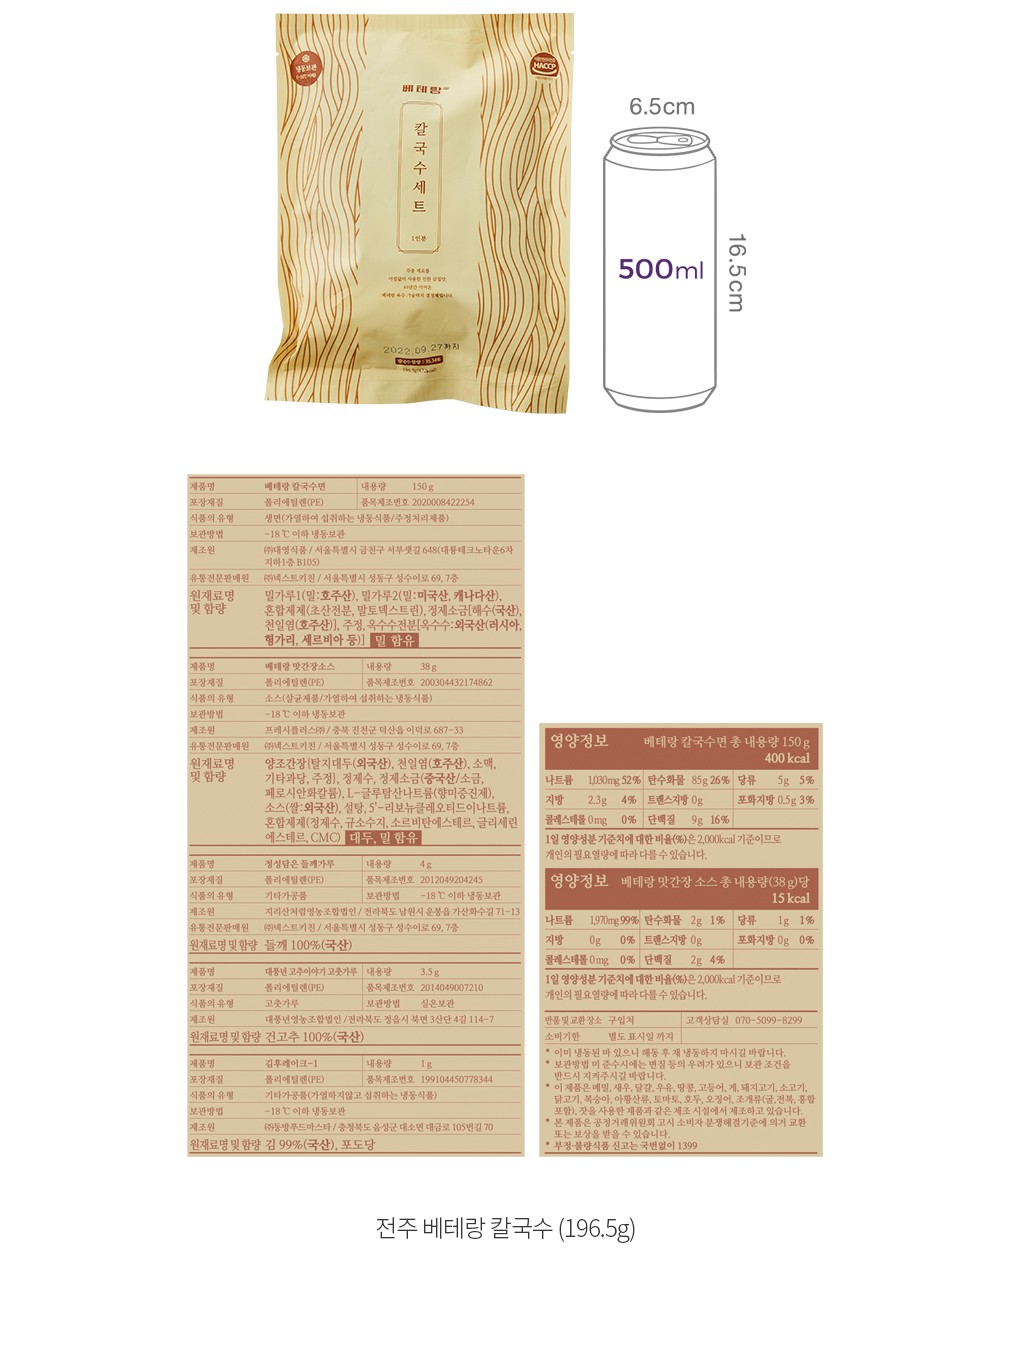 냉동보관
HACCP
베테랑
칼국수세트
1인분
2022.09.27까지
6.5cm
500ml
16.5cm
제품명 베테랑 칼국수면 내용량 150g
포장재질 폴리에틸렌(PE) 품목제조번호 2020008422254
식품의 유형 생면(가열하여 섭취하는 냉동식품/주정처리제품)
보관방법 -18℃ 이하 냉동보관
제조원 ㈜대영식품 / 서울특별시 금천구 서부샛길 648(대륭테크노타운6차
지하1층 B105)
유통전문판매원 ㈜넥스트키친 / 서울특별시 성동구 성수이로 69, 7층
원재료명 밀가루1(밀:호주산), 밀가루2(밀:미국산, 캐나다산),
및 함량 혼합제제(초산전분, 말토덱스트린), 정제소금[해수(국산),
천일염(호주산)], 주정, 옥수수전분[옥수수:외국산(러시아,
헝가리, 세르비아 등)] 밀 함유
제품명 베테랑 맛간장소스 내용량 38g
포장재질 폴리에틸렌(PE) 품목제조번호 200304432174862
식품의 유형 소스(살균제품/가열하여 섭취하는 냉동식품)
보관방법 -18℃ 이하 냉동보관
제조원 프레시플러스㈜ / 충북 진천군 덕산읍 이덕로 687-33
유통전문판매원 ㈜넥스트키친 / 서울특별시 성동구 성수이로 69, 7층
원재료명 양조간장{탈지대두(외국산), 천일염(호주산), 소맥,
및 함량 기타과당, 주정}, 정제수, 정제소금(중국산/소금,
페로시안화칼륨), L-글루탐산나트륨(향미증진제),
소스(쌀:외국산), 설탕, 5'-리보뉴클레오티드이나트륨,
혼합제제(정제수, 규소수지, 소르비탄에스테르, 글리세린
에스테르, CMC) 대두, 밀 함유
제품명 정성담은 들깨가루 내용량 4g
포장재질 폴리에틸렌(PE) 품목제조번호 2012049204245
식품의 유형 기타가공품 보관방법 -18℃ 이하 냉동보관
제조원 지리산처럼영농조합법인 / 전라북도 남원시 운봉읍 가산화수길 71-13
유통전문판매원 ㈜넥스트키친 / 서울특별시 성동구 성수이로 69, 7층
원재료명 및 함량 들깨 100%(국산)
제품명 대풍년 고추이야기 고춧가루 내용량 3.5g
포장재질 폴리에틸렌(PE) 품목제조번호 2014049007210
식품의 유형 고춧가루 보관방법 실온보관
제조원 대풍년영농조합법인 /전라북도 정읍시 북면 3산단 4길 114-7
원재료명 및 함량 건고추 100%(국산)
제품명 김후레이크-1 내용량 1g
포장재질 폴리에틸렌(PE) 품목제조번호 199104450778344
식품의 유형 기타가공품(가열하지않고 섭취하는 냉동식품)
보관방법 -18℃ 이하 냉동보관
제조원 ㈜동방푸드마스타 / 충청북도 음성군 대소면 대금로 105번길 70
원재료명 및 함량 김 99%(국산), 포도당
영양정보 베테랑 칼국수면 총 내용량 150g
400 kcal
나트륨 1,030mg 52% 탄수화물 85g 26% 당류 5g 5%
지방 2.3g 4% 트랜스지방 0g 포화지방 0.5g 3%
콜레스테롤 0mg 0% 단백질 9g 16%
1일 영양성분 기준치에 대한 비율(%)은 2,000kcal 기준이므로
개인의 필요열량에 따라 다를 수 있습니다.
영양정보 베테랑 맛간장 소스 총 내용량(38g)당
15 kcal
나트륨 1,970mg 99% 탄수화물 2g 1% 당류 1g 1%
지방 0g 0% 트랜스지방 0g 포화지방 0g 0%
콜레스테롤 0mg 0% 단백질 2g 4%
1일 영양성분 기준치에 대한 비율(%)은 2,000kcal 기준이므로
개인의 필요열량에 따라 다를 수 있습니다.
반품 및 교환장소 구입처 고객상담실 070-5099-8299
소비기한 별도 표시일 까지
* 이미 냉동된 바 있으니 해동 후 재 냉동하지 마시길 바랍니다.
* 보관방법 미 준수시에는 변질 등의 우려가 있으니 보관 조건을
반드시 지켜주시길 바랍니다.
* 이 제품은 메밀, 새우, 달걀, 우유, 땅콩, 고등어, 게, 돼지고기, 소고기,
닭고기, 복숭아, 아황산류, 토마토, 호두, 오징어, 조개류(굴,전복, 홍합
포함), 잣을 사용한 제품과 같은 제조 시설에서 제조하고 있습니다.
* 본 제품은 공정거래위원회 고시 소비자 분쟁해결기준에 의거 교환
또는 보상을 받을 수 있습니다.
* 부정·불량식품 신고는 국번없이 1399
전주 베테랑 칼국수 (196.5g)